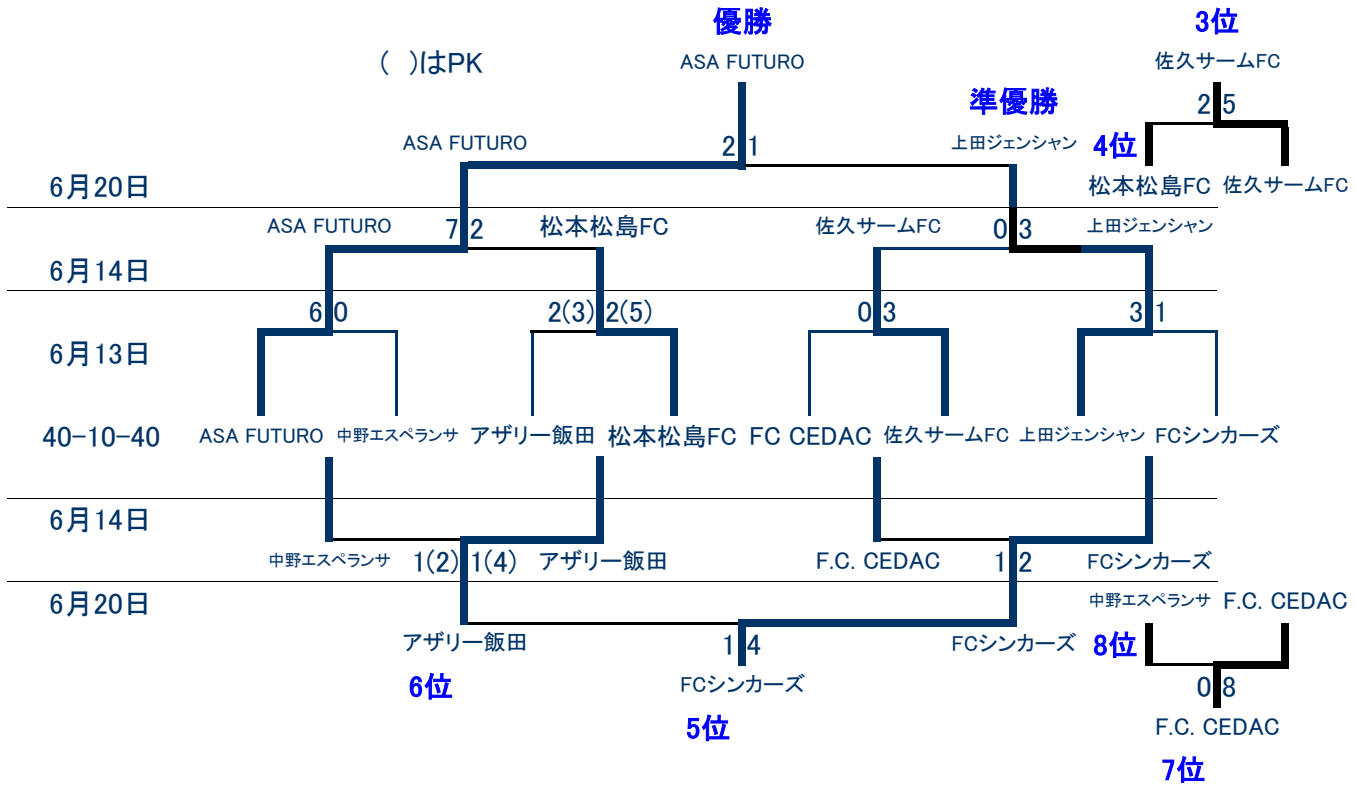 優勝
3位
( )はPK
ASA FUTURO
佐久サームFC
準優勝
2 5
ASA FUTURO
2 1
上田ジェンシャン
4位
6月20日
松本松島FC
佐久サームFC
ASA FUTURO
7 2
松本松島FC
佐久サームFC
0 3
上田ジェンシャン
6月14日
6 0
2(3) 2(5)
0 3
3 1
6月13日
40-10-40
ASA FUTURO
中野エスペランサ
アザリー飯田
松本松島FC
FC CEDAC
佐久サームFC
上田ジェンシャン
FCシンカーズ
6月14日
中野エスペランサ
1(2) 1(4)
アザリー飯田
F.C. CEDAC
1 2
FCシンカーズ
6月20日
中野エスペランサ
F.C. CEDAC
アザリー飯田
1 4
FCシンカーズ
8位
6位
FCシンカーズ
0 8
5位
F.C. CEDAC
7位